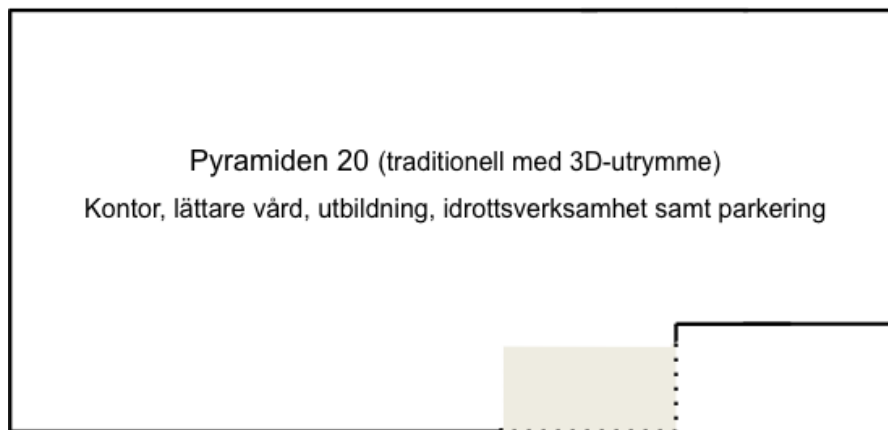 Pyramiden 20 (traditionell med 3D-utrymme)
Kontor, lättare vård, utbildning, idrottsverksamhet samt parkering